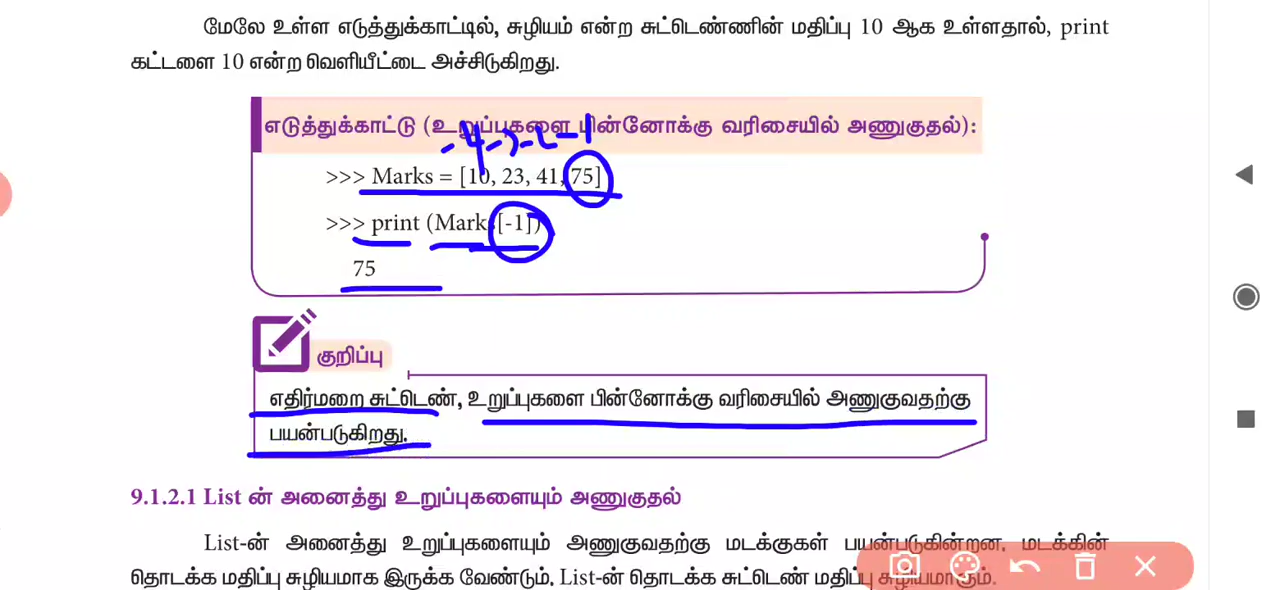 மேலே உள்ள எடுத்துக்காட்டில், சுழியம் என்ற சுட்டெண்ணின் மதிப்பு 10 ஆக உள்ளதால், print
கட்டளை 10 என்ற வெளியீட்டை அச்சிடுகிறது.
எடுத்துக்காட்டு (உறுப்புகளை பின்னோக்கு வரிசையில் அணுகுதல்):
-4 -3 -2 -1
>>> Marks = [10, 23, 41, 75]
>>> print (Marks[-1])
75
குறிப்பு
எதிர்மறை சுட்டெண், உறுப்புகளை பின்னோக்கு வரிசையில் அணுகுவதற்கு
பயன்படுகிறது.
9.1.2.1 List ன் அனைத்து உறுப்புகளையும் அணுகுதல்
List-ன் அனைத்து உறுப்புகளையும் அணுகுவதற்கு மடக்குகள் பயன்படுகின்றன. மடக்கின்
தொடக்க மதிப்பு சுழியமாக இருக்க வேண்டும். List-ன் தொடக்க சுட்டெண் மதிப்பு சுழியமாகும்.